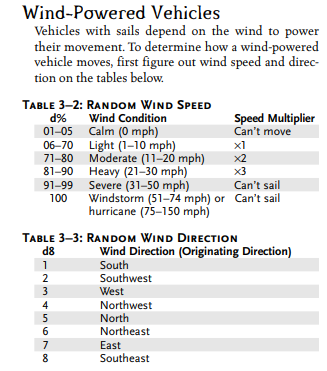 Wind-Powered Vehicles
Vehicles with sails depend on the wind to power
their movement. To determine how a wind-powered
vehicle moves, first figure out wind speed and direc-
tion on the tables below.
TABLE 3–2: RANDOM WIND SPEED
d% Wind Condition Speed Multiplier
01–05 Calm (0 mph) Can't move
06–70 Light (1–10 mph) ×1
71–80 Moderate (11–20 mph) ×2
81–90 Heavy (21–30 mph) ×3
91–99 Severe (31–50 mph) Can't sail
100 Windstorm (51–74 mph) or Can't sail
hurricane (75–150 mph)
TABLE 3–3: RANDOM WIND DIRECTION
d8 Wind Direction (Originating Direction)
1 South
2 Southwest
3 West
4 Northwest
5 North
6 Northeast
7 East
8 Southeast